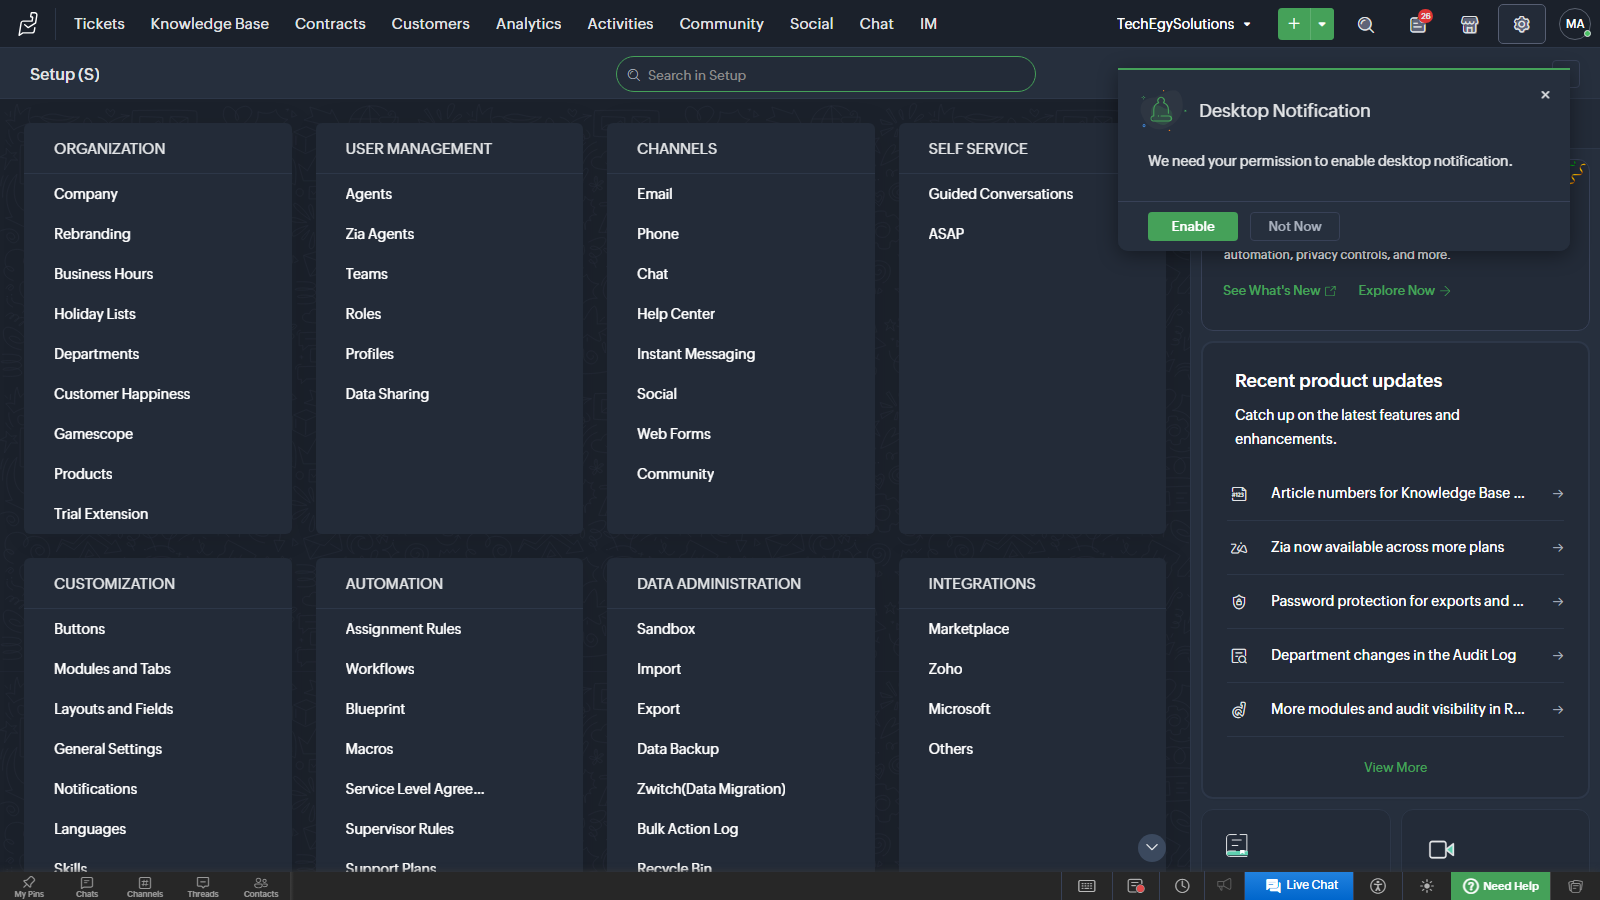 Tickets
Knowledge Base
Contracts
Customers
Analytics
Activities
Community
Social
Chat
IM
TechEgySolutions
26
MA
Setup (S)
Search in Setup
Desktop Notification
We need your permission to enable desktop notification.
Enable
Not Now
automation, privacy controls, and more.
See What's New
Explore Now
ORGANIZATION
Company
Rebranding
Business Hours
Holiday Lists
Departments
Customer Happiness
Gamescope
Products
Trial Extension
USER MANAGEMENT
Agents
Zia Agents
Teams
Roles
Profiles
Data Sharing
CHANNELS
Email
Phone
Chat
Help Center
Instant Messaging
Social
Web Forms
Community
SELF SERVICE
Guided Conversations
ASAP
CUSTOMIZATION
Buttons
Modules and Tabs
Layouts and Fields
General Settings
Notifications
Languages
Skills
AUTOMATION
Assignment Rules
Workflows
Blueprint
Macros
Service Level Agree...
Supervisor Rules
Support Plans
DATA ADMINISTRATION
Sandbox
Import
Export
Data Backup
Zwitch(Data Migration)
Bulk Action Log
Recycle Bin
INTEGRATIONS
Marketplace
Zoho
Microsoft
Others
Recent product updates
Catch up on the latest features and
enhancements.
Article numbers for Knowledge Base ...
Zia now available across more plans
Password protection for exports and ...
Department changes in the Audit Log
More modules and audit visibility in R...
View More
My Pins
Chats
Channels
Threads
Contacts
Live Chat
Need Help